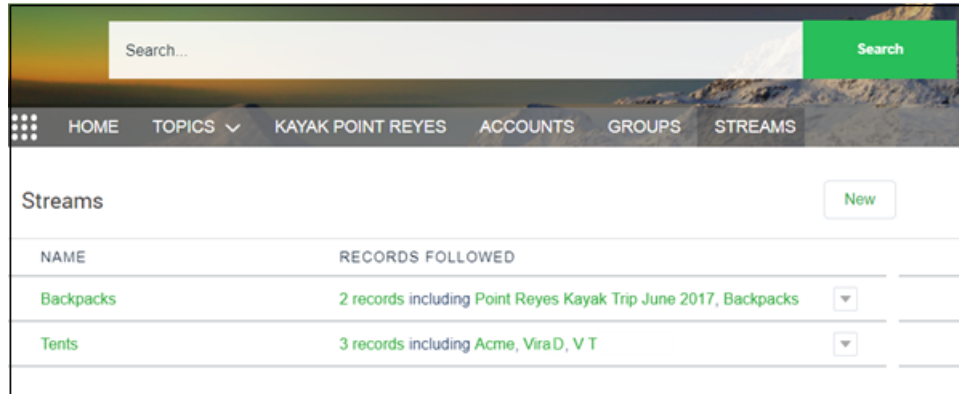 Search...
Search
HOME TOPICS KAYAK POINT REYES ACCOUNTS GROUPS STREAMS
Streams
New
NAME RECORDS FOLLOWED
Backpacks 2 records including Point Reyes Kayak Trip June 2017, Backpacks
Tents 3 records including Acme, Vira D, V T